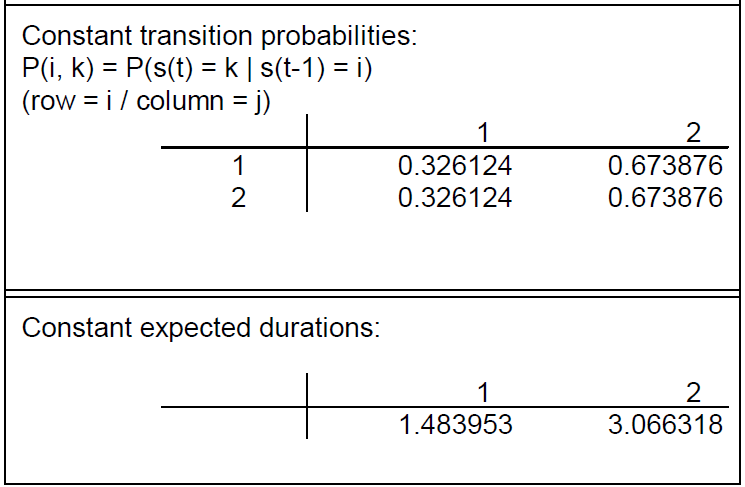 Constant transition probabilities:
P(i, k) = P(s(t) = k | s(t-1) = i)
(row = i / column = j)
1 2
1 0.326124 0.673876
2 0.326124 0.673876
Constant expected durations:
1 2
1.483953 3.066318